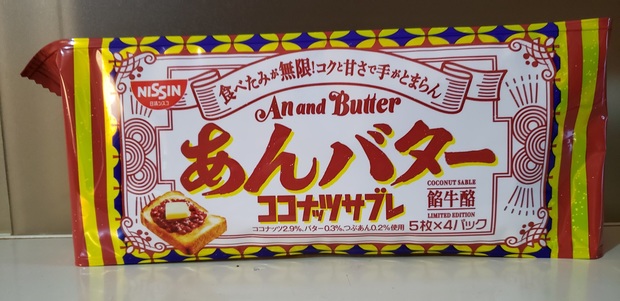 食べたみが無限!コクと甘さで手がとまらん
NISSIN
日清シスコ
An and Butter
あんバター
ココナッツサブレ
COCONUT SABLE
餡牛酪
LIMITED EDITION
ココナッツ2.9%、バター0.3%、つぶあん0.2%使用
5枚×4パック